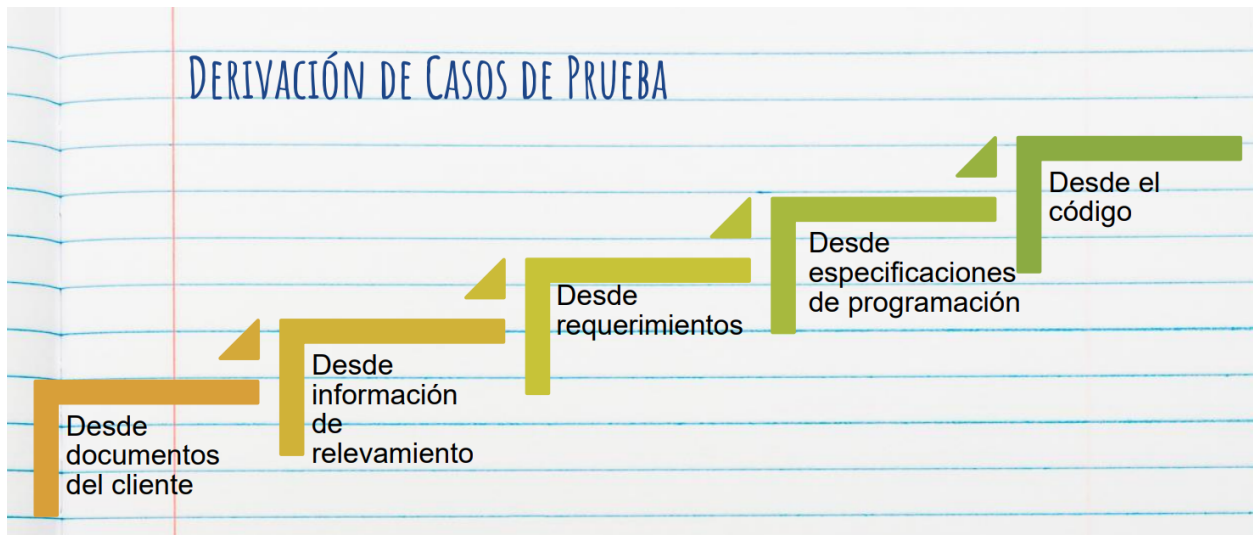 Derivación de Casos de Prueba
Desde
documentos
del cliente
Desde
información
de
relevamiento
Desde
requerimientos
Desde
especificaciones
de programación
Desde el
código